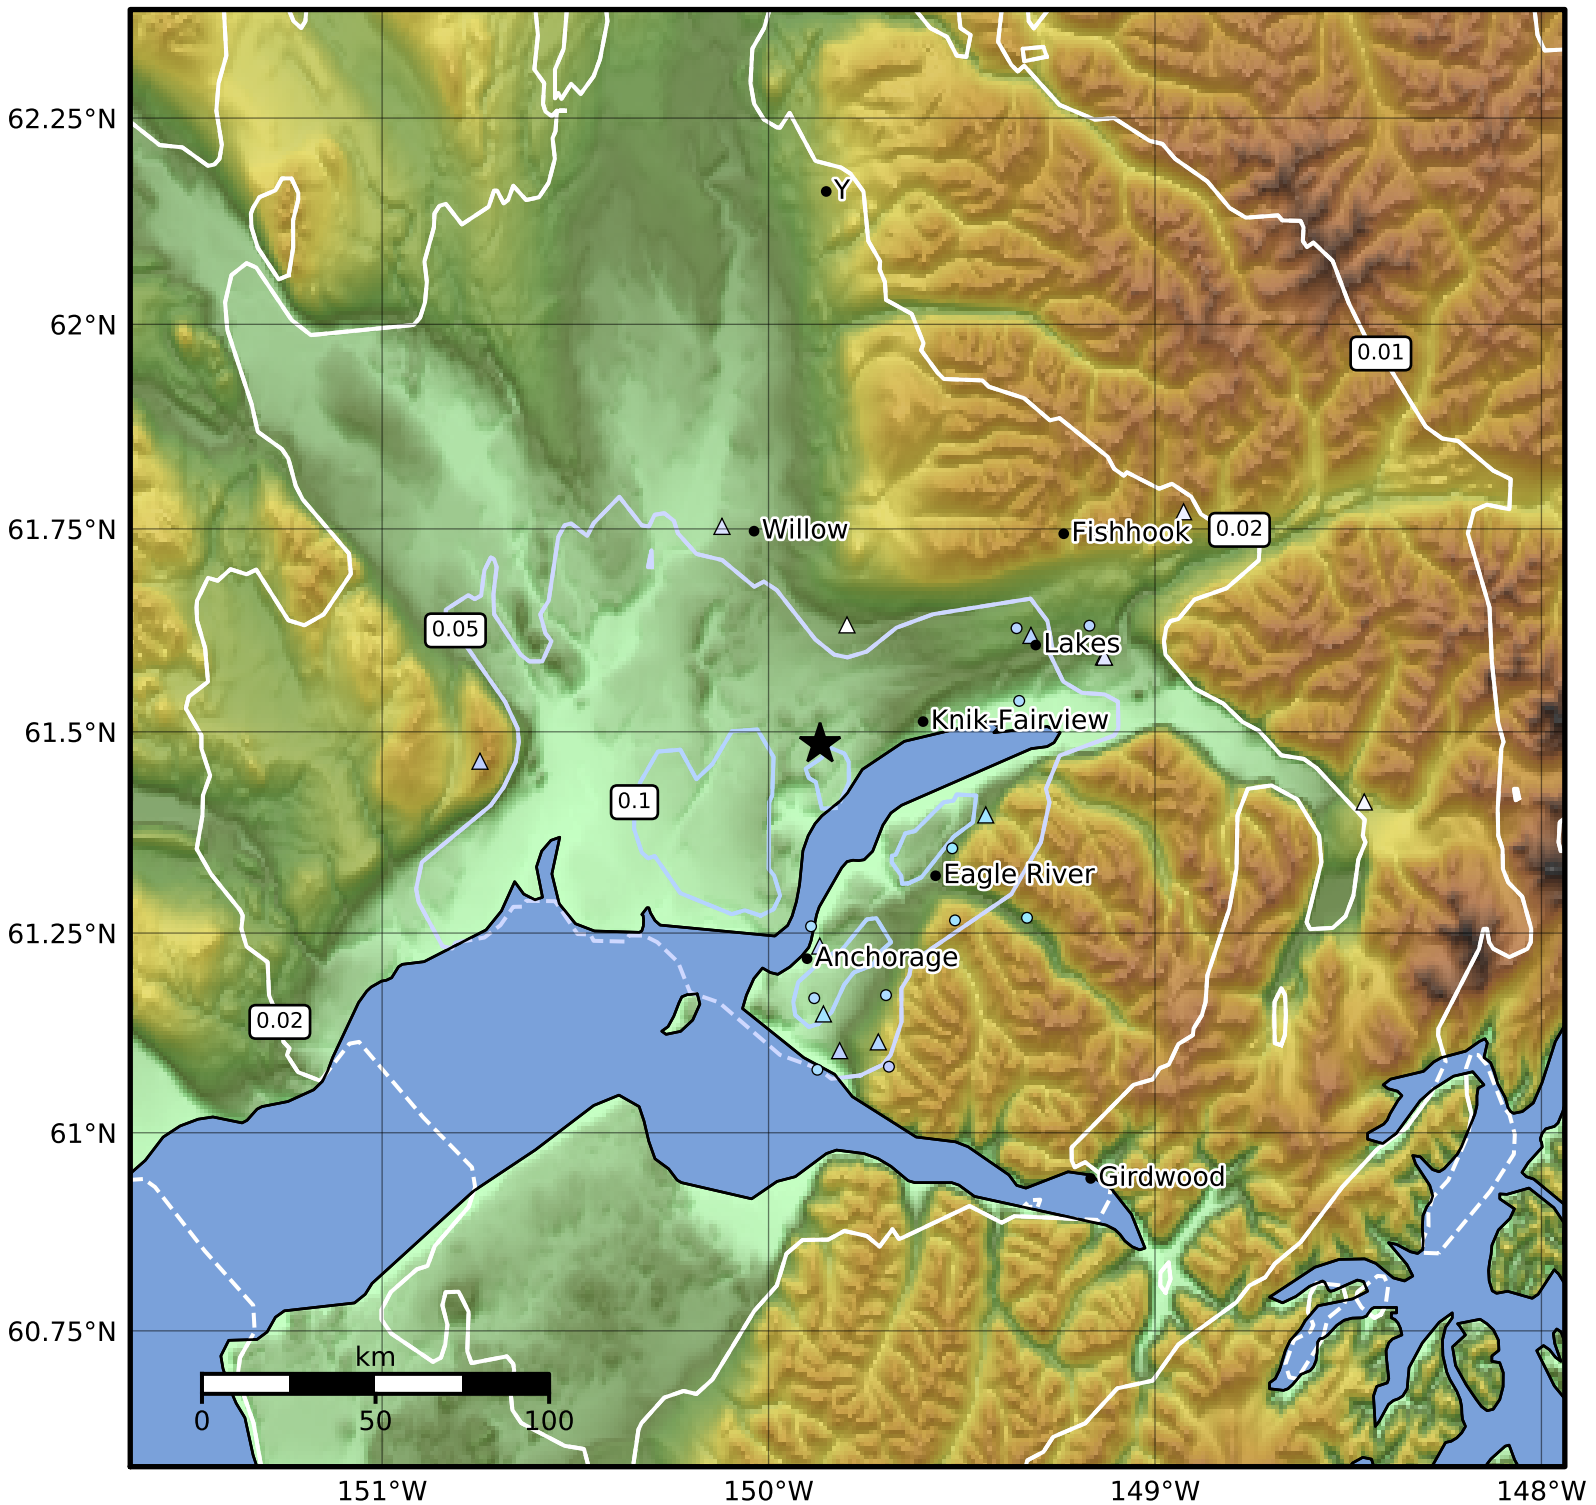 62.25°N
Y
62°N
0.01
61.75°N
Willow
Fishhook
0.02
0.05
Lakes
61.5°N
Knik-Fairview
0.1
Eagle River
61.25°N
Anchorage
0.02
61°N
Girdwood
60.75°N
km
0 50 100
151°W 150°W 149°W 148°W